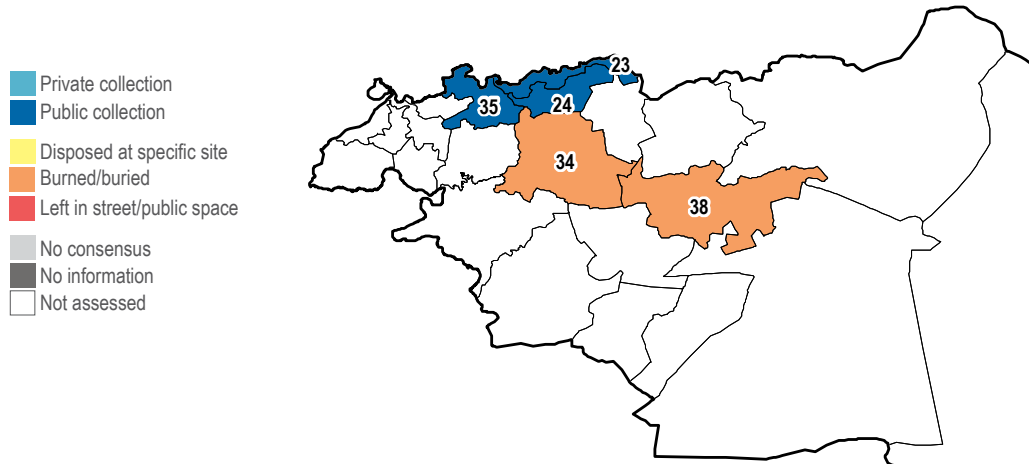 Private collection
Public collection
Disposed at specific site
Burned/buried
Left in street/public space
No consensus
No information
Not assessed
23
35
24
34
38